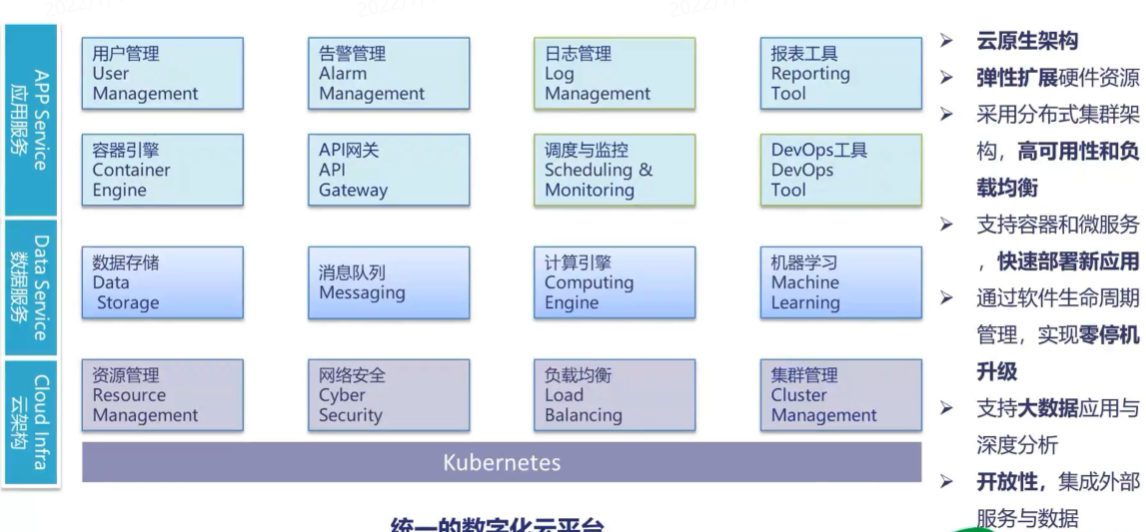 APP Service
应用服务
用户管理
User
Management
告警管理
Alarm
Management
日志管理
Log
Management
报表工具
Reporting
Tool
容器引擎
Container
Engine
API网关
API
Gateway
调度与监控
Scheduling &
Monitoring
DevOps工具
DevOps
Tool
Data Service
数据服务
数据存储
Data
Storage
消息队列
Messaging
计算引擎
Computing
Engine
机器学习
Machine
Learning
Cloud Infra
云架构
资源管理
Resource
Management
网络安全
Cyber
Security
负载均衡
Load
Balancing
集群管理
Cluster
Management
Kubernetes
统一的数字化云平台
云原生架构
弹性扩展硬件资源
采用分布式集群架
构，高可用性和负
载均衡
支持容器和微服务
，快速部署新应用
通过软件生命周期
管理，实现零停机
升级
支持大数据应用与
深度分析
开放性，集成外部
服务与数据